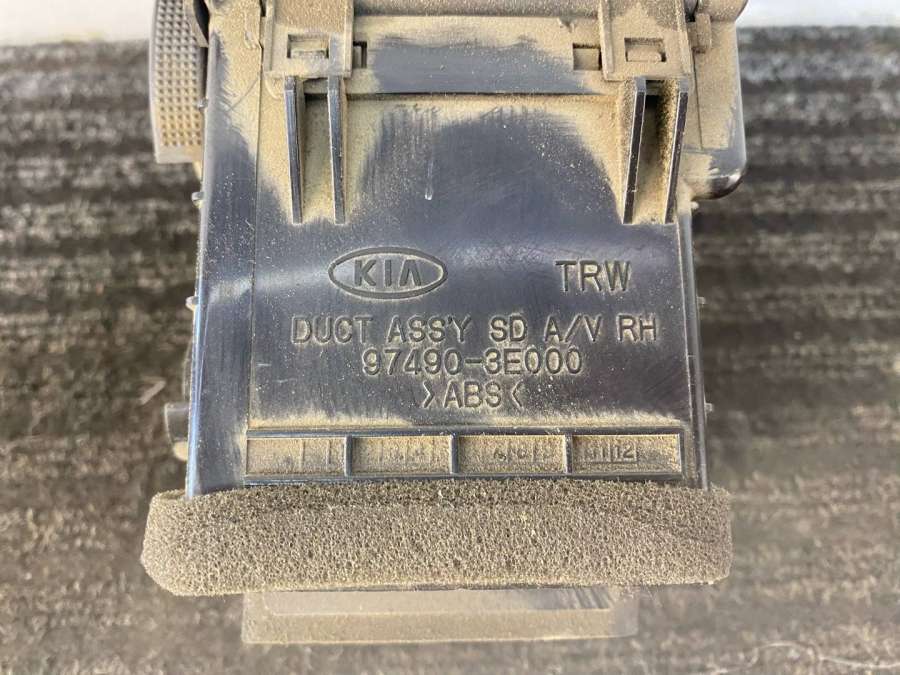 KIA TRW
DUCT ASS'Y SD A/V RH
97490-3E000
>ABS<